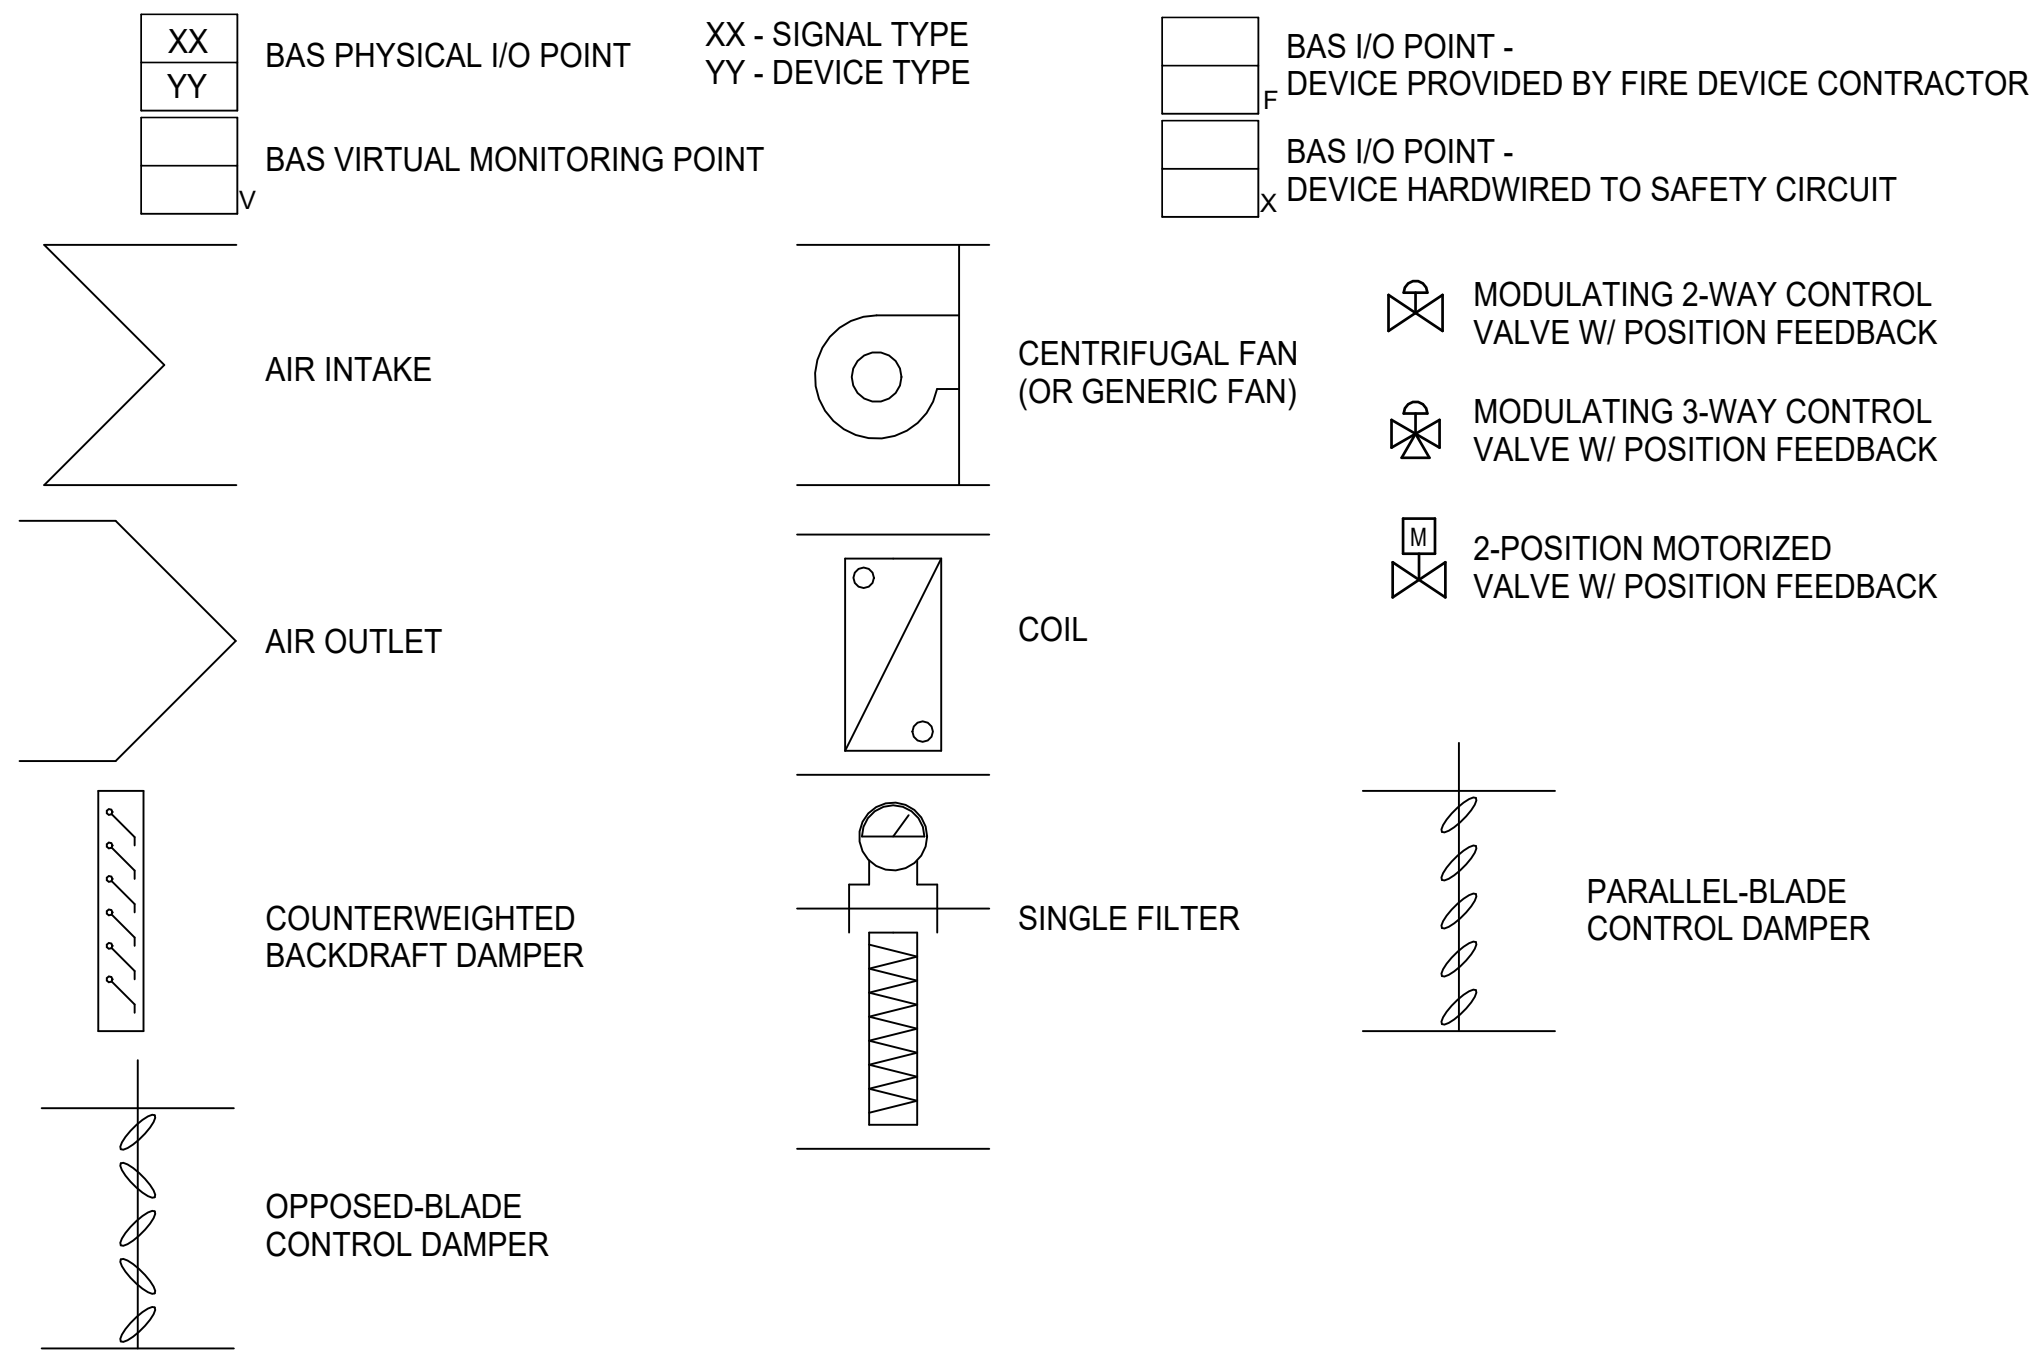 XX
YY
BAS PHYSICAL I/O POINT
XX - SIGNAL TYPE
YY - DEVICE TYPE
BAS I/O POINT -
DEVICE PROVIDED BY FIRE DEVICE CONTRACTOR
F
V
BAS VIRTUAL MONITORING POINT
BAS I/O POINT -
DEVICE HARDWIRED TO SAFETY CIRCUIT
X
AIR INTAKE
CENTRIFUGAL FAN
(OR GENERIC FAN)
MODULATING 2-WAY CONTROL
VALVE W/ POSITION FEEDBACK
MODULATING 3-WAY CONTROL
VALVE W/ POSITION FEEDBACK
M
2-POSITION MOTORIZED
VALVE W/ POSITION FEEDBACK
AIR OUTLET
COIL
COUNTERWEIGHTED
BACKDRAFT DAMPER
SINGLE FILTER
PARALLEL-BLADE
CONTROL DAMPER
OPPOSED-BLADE
CONTROL DAMPER